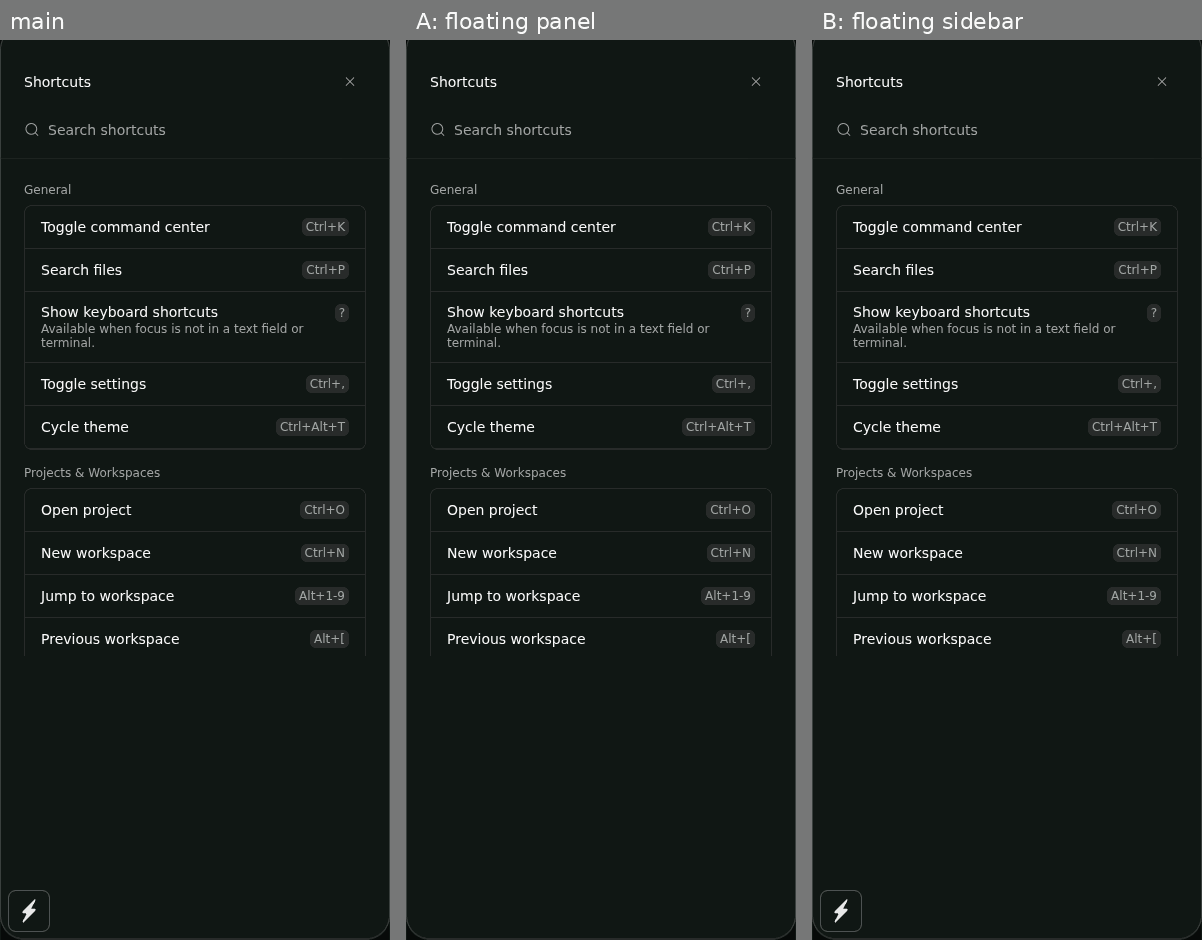 main
Shortcuts
Search shortcuts
General
Toggle command center Ctrl+K
Search files Ctrl+P
Show keyboard shortcuts ?
Available when focus is not in a text field or
terminal.
Toggle settings Ctrl+,
Cycle theme Ctrl+Alt+T
Projects & Workspaces
Open project Ctrl+O
New workspace Ctrl+N
Jump to workspace Alt+1-9
Previous workspace Alt+[
A: floating panel
Shortcuts
Search shortcuts
General
Toggle command center Ctrl+K
Search files Ctrl+P
Show keyboard shortcuts ?
Available when focus is not in a text field or
terminal.
Toggle settings Ctrl+,
Cycle theme Ctrl+Alt+T
Projects & Workspaces
Open project Ctrl+O
New workspace Ctrl+N
Jump to workspace Alt+1-9
Previous workspace Alt+[
B: floating sidebar
Shortcuts
Search shortcuts
General
Toggle command center Ctrl+K
Search files Ctrl+P
Show keyboard shortcuts ?
Available when focus is not in a text field or
terminal.
Toggle settings Ctrl+,
Cycle theme Ctrl+Alt+T
Projects & Workspaces
Open project Ctrl+O
New workspace Ctrl+N
Jump to workspace Alt+1-9
Previous workspace Alt+[